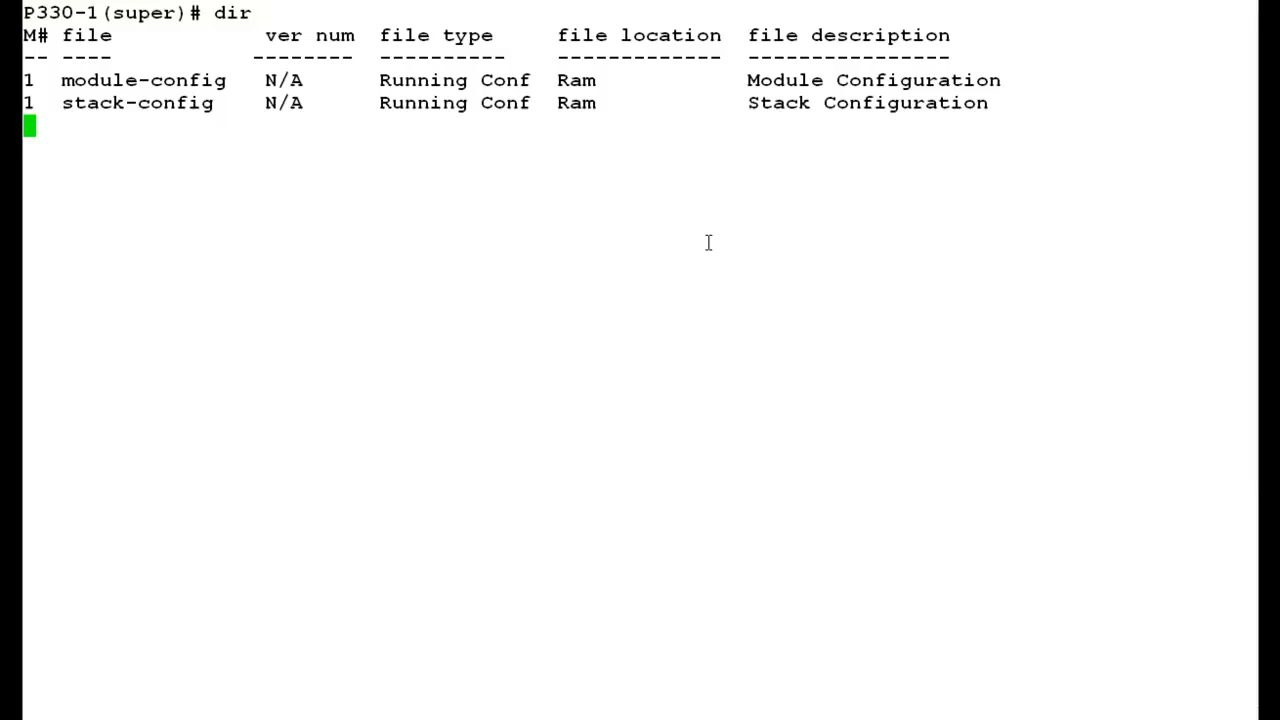 P330-1(super)# dir
M# file            ver num  file type     file location  file description
-- ----           --------  ----------    -------------  ----------------
1  module-config   N/A      Running Conf  Ram            Module Configuration
1  stack-config    N/A      Running Conf  Ram            Stack Configuration